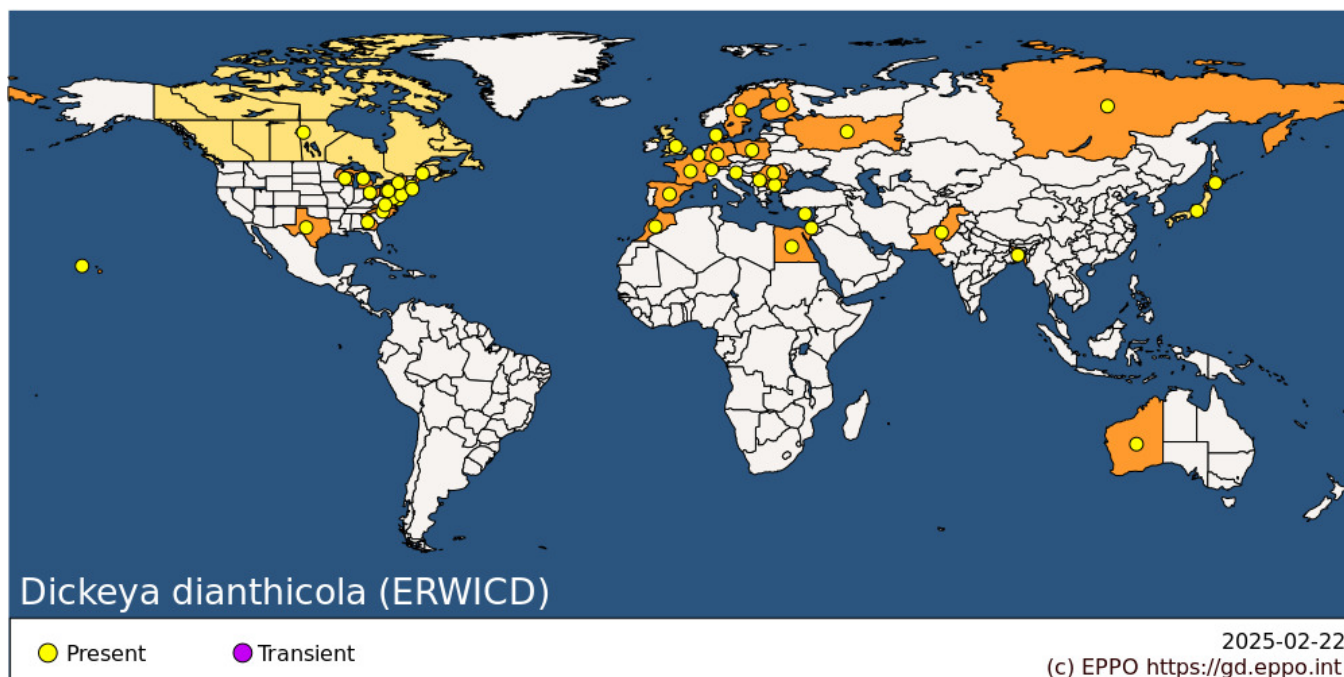 Dickeya dianthicola (ERWICD)
Present
Transient
2025-02-22
(c) EPPO https://gd.eppo.int